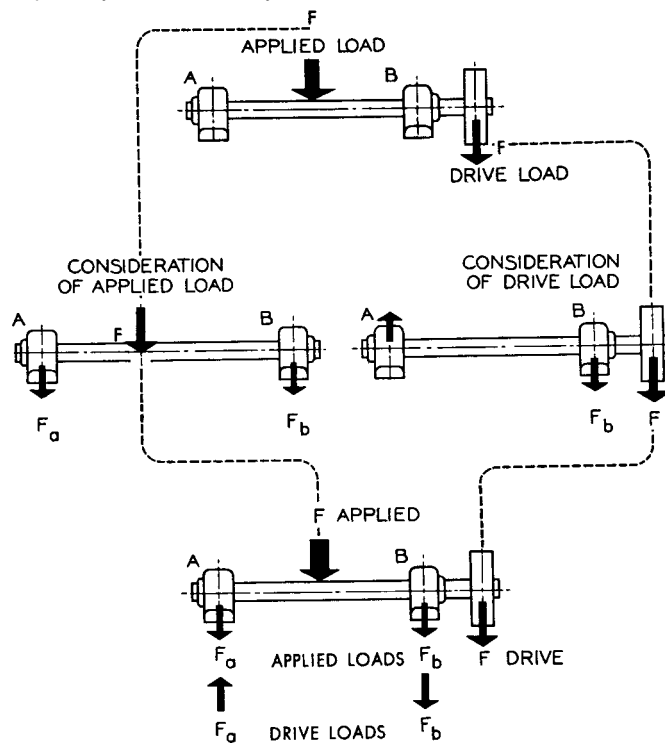 F
APPLIED LOAD
A
B
F
DRIVE LOAD
CONSIDERATION
OF APPLIED LOAD
CONSIDERATION
OF DRIVE LOAD
A
F
B
A
B
Fa
Fb
Fb
F
F APPLIED
A
B
Fa APPLIED LOADS Fb F DRIVE
Fa DRIVE LOADS Fb